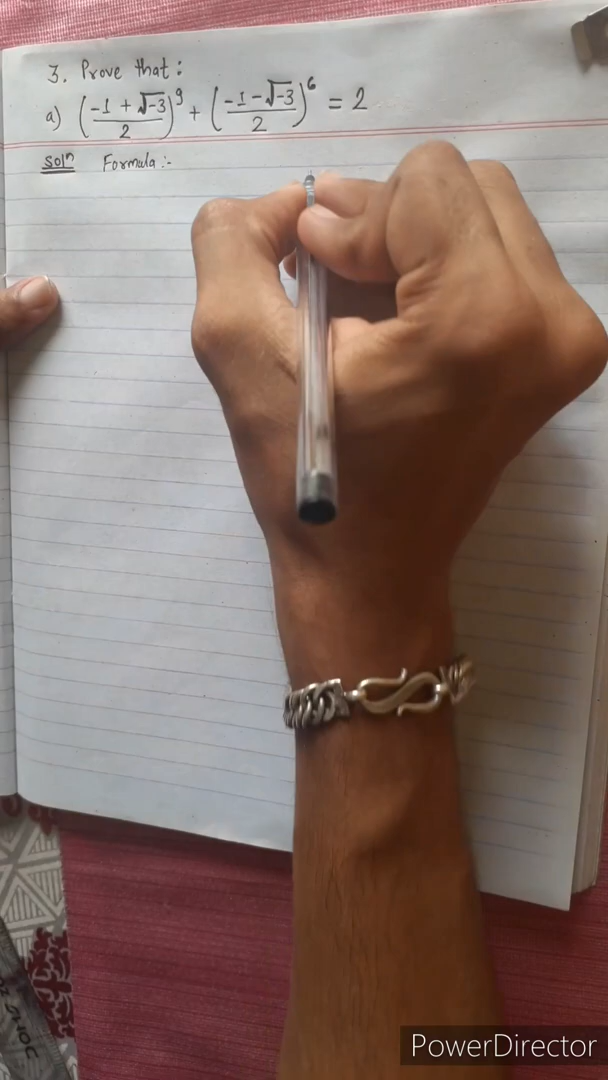 3. Prove that:
a) (-1 + √-3 / 2)^9 + (-1 - √-3 / 2)^6 = 2
Soln Formula :-
PowerDirector